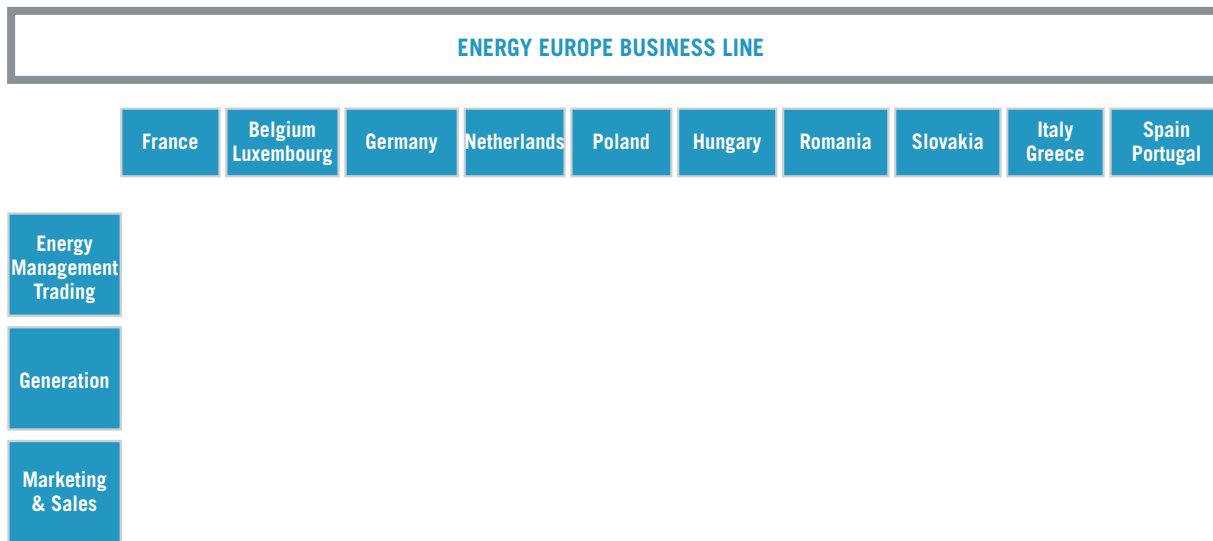 ENERGY EUROPE BUSINESS LINE
France
Belgium
Luxembourg
Germany
Netherlands
Poland
Hungary
Romania
Slovakia
Italy
Greece
Spain
Portugal
Energy
Management
Trading
Generation
Marketing
& Sales